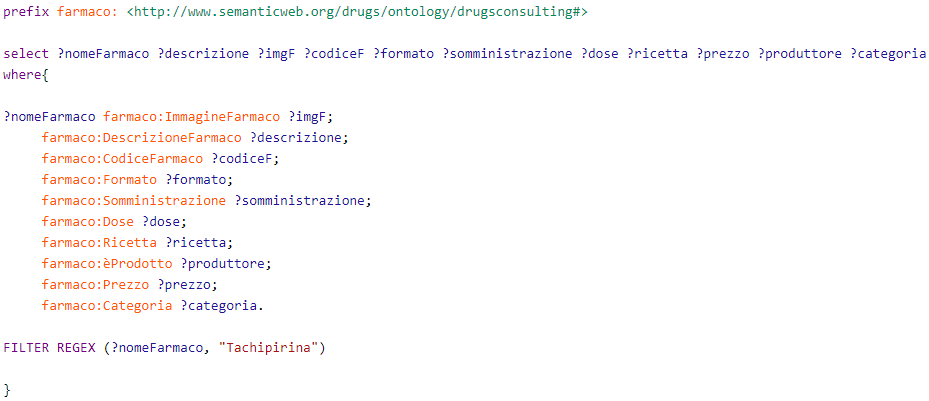 prefix farmaco: <http://www.semanticweb.org/drugs/ontology/drugsconsulting#>
select ?nomeFarmaco ?descrizione ?imgF ?codiceF ?formato ?somministrazione ?dose ?ricetta ?prezzo ?produttore ?categoria
where{
?nomeFarmaco farmaco:ImmagineFarmaco ?imgF;
farmaco:DescrizioneFarmaco ?descrizione;
farmaco:CodiceFarmaco ?codiceF;
farmaco:Formato ?formato;
farmaco:Somministrazione ?somministrazione;
farmaco:Dose ?dose;
farmaco:Ricetta ?ricetta;
farmaco:èProdotto ?produttore;
farmaco:Prezzo ?prezzo;
farmaco:Categoria ?categoria.
FILTER REGEX (?nomeFarmaco, "Tachipirina")
}